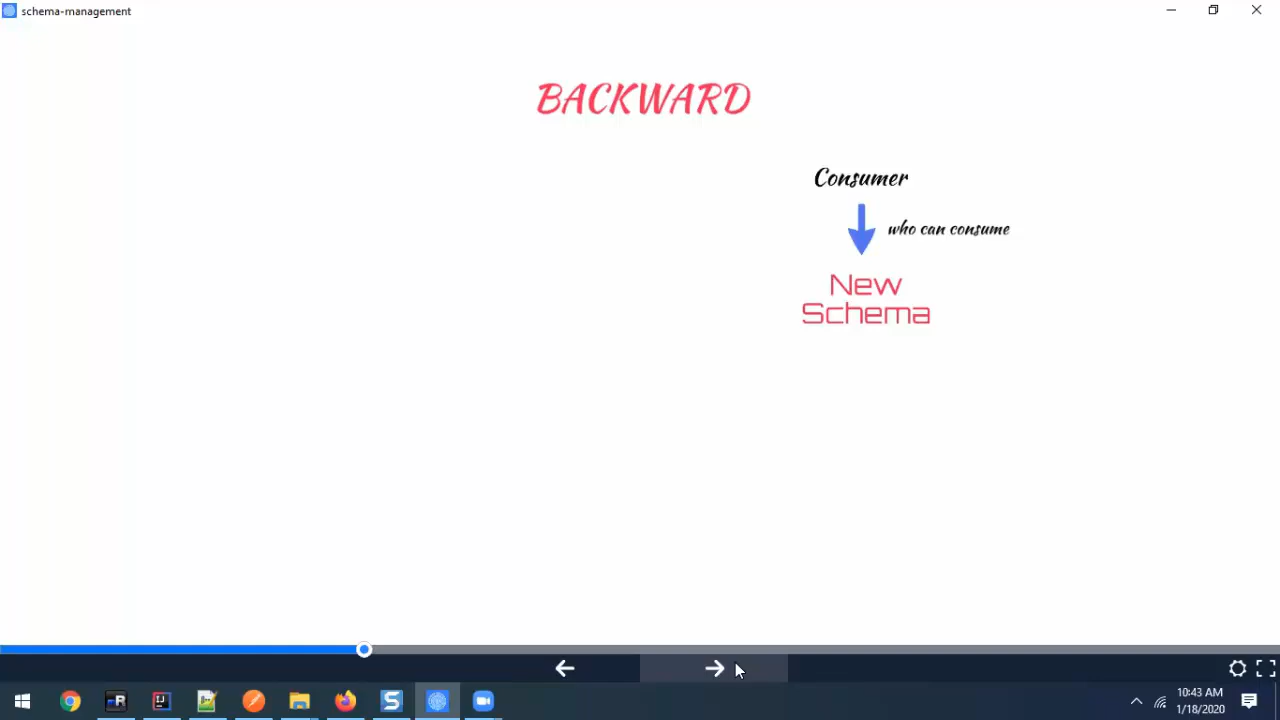 schema-management
BACKWARD
Consumer
who can consume
New
Schema
10:43 AM
1/18/2020